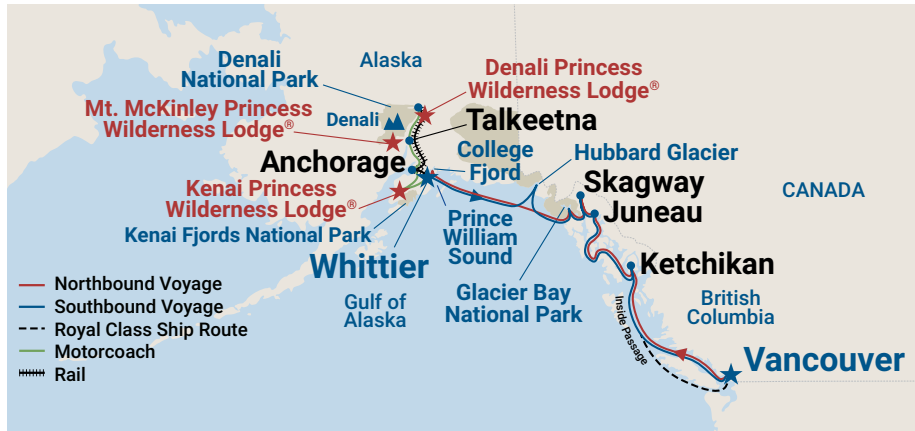 Denali
National Park
Alaska
Denali Princess
Wilderness Lodge®
Mt. McKinley Princess
Wilderness Lodge®
Denali
Talkeetna
Anchorage
College
Fjord
Hubbard Glacier
Kenai Princess
Wilderness Lodge®
Skagway
CANADA
Juneau
Kenai Fjords National Park
Prince
William
Sound
Whittier
Ketchikan
Northbound Voyage
Southbound Voyage
Royal Class Ship Route
Motorcoach
Rail
Gulf of
Alaska
Glacier Bay
National Park
British
Columbia
Inside Passage
Vancouver